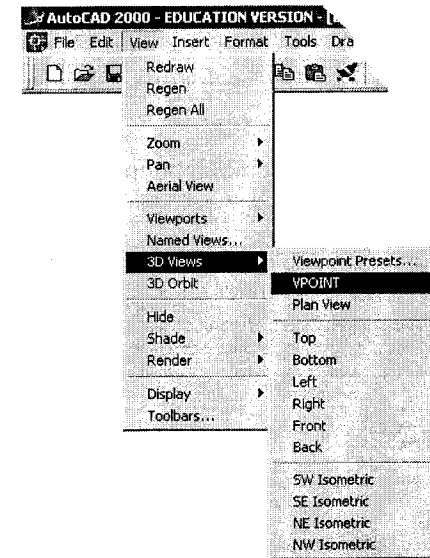 AutoCAD 2000 - EDUCATION VERSION - [
File Edit View Insert Format Tools Dra
Redraw
Regen
Regen All
Zoom
Pan
Aerial View
Viewports
Named Views...
3D Views
3D Orbit
Hide
Shade
Render
Display
Toolbars...
Viewpoint Presets...
VPOINT
Plan View
Top
Bottom
Left
Right
Front
Back
SW Isometric
SE Isometric
NE Isometric
NW Isometric